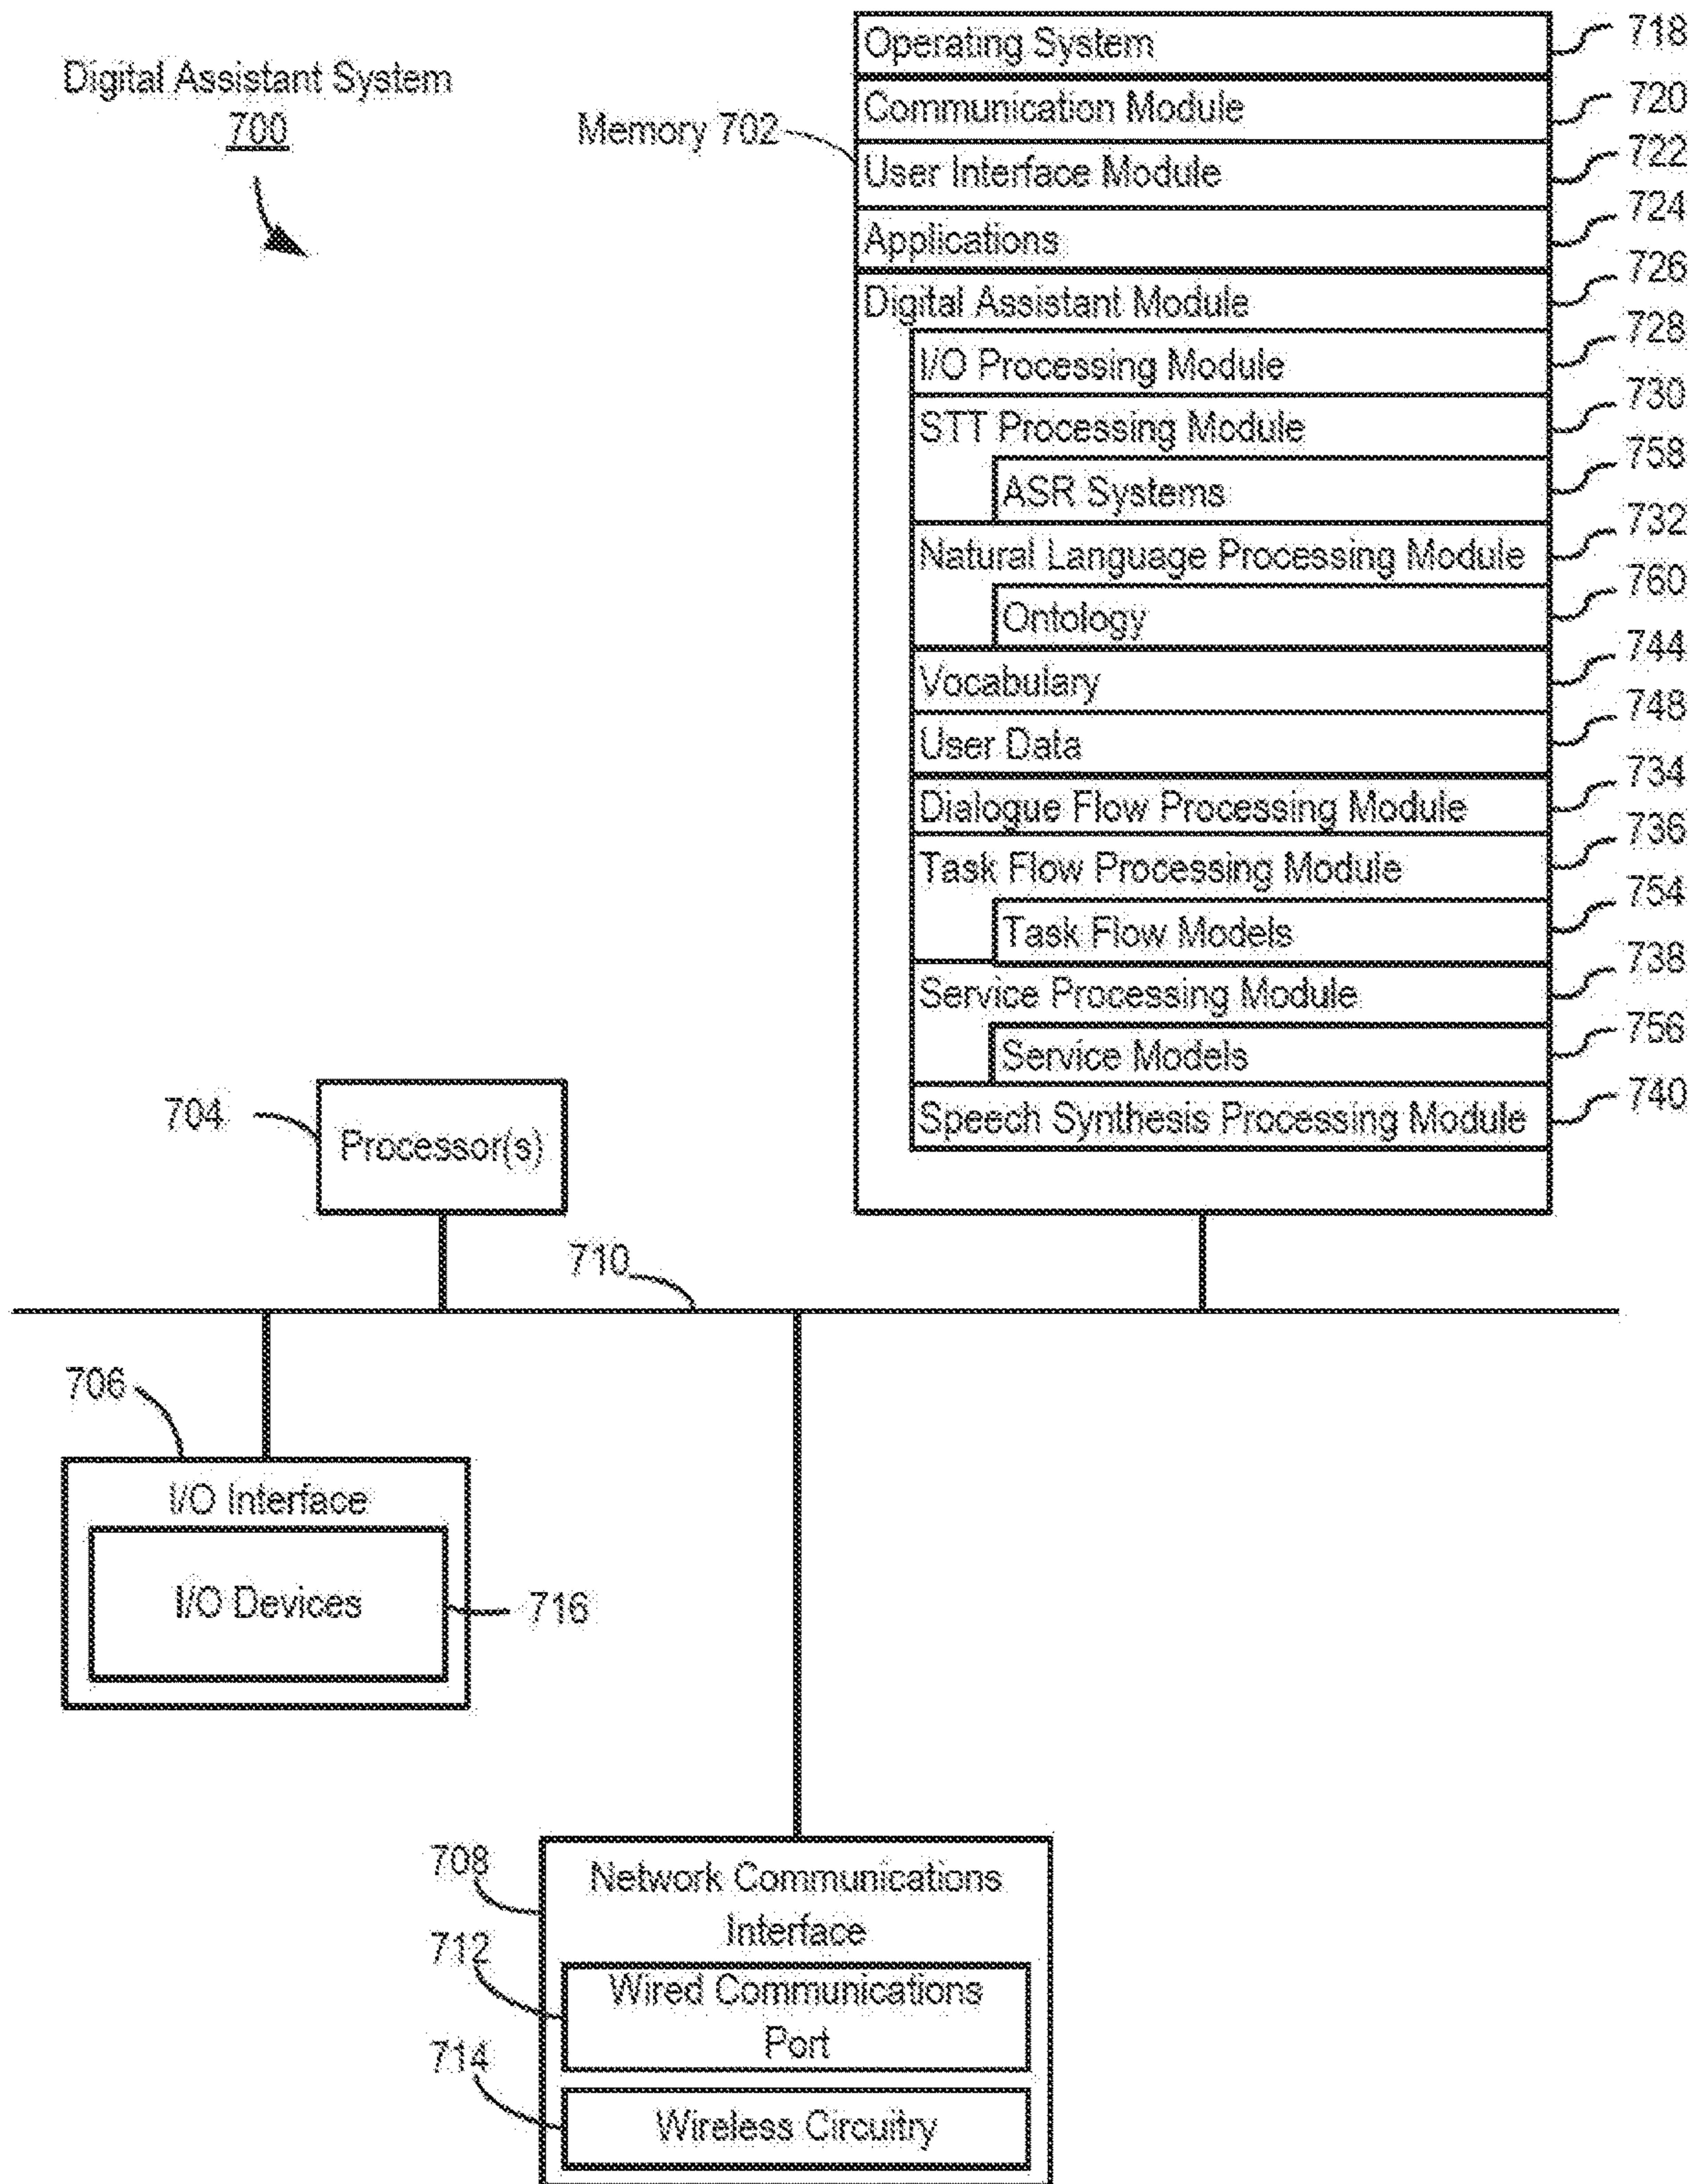 Digital Assistant System
700
Memory 702
Operating System 718
Communication Module 720
User Interface Module 722
Applications 724
Digital Assistant Module 726
I/O Processing Module 728
STT Processing Module 730
ASR Systems 758
Natural Language Processing Module 732
Ontology 760
Vocabulary 744
User Data 748
Dialogue Flow Processing Module 734
Task Flow Processing Module 736
Task Flow Models 754
Service Processing Module 738
Service Models 756
Speech Synthesis Processing Module 740
704
Processor(s)
710
706
I/O Interface
I/O Devices
716
708
Network Communications
Interface
712
Wired Communications
Port
714
Wireless Circuitry